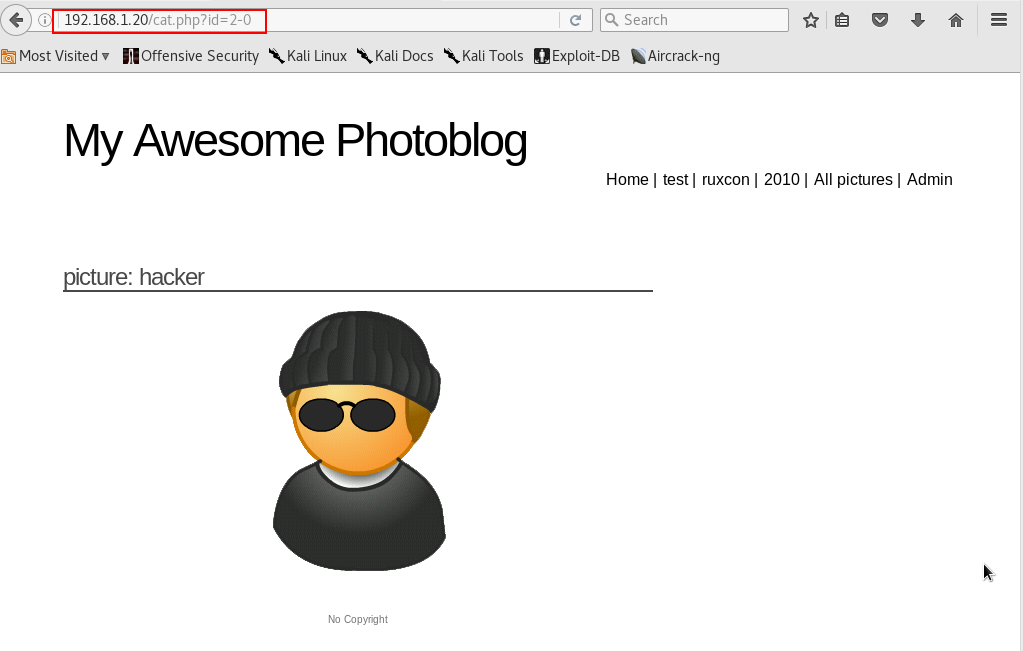 192.168.1.20/cat.php?id=2-0 Search
Most Visited Offensive Security Kali Linux Kali Docs Kali Tools Exploit-DB Aircrack-ng
My Awesome Photoblog
Home | test | ruxcon | 2010 | All pictures | Admin
picture: hacker
No Copyright